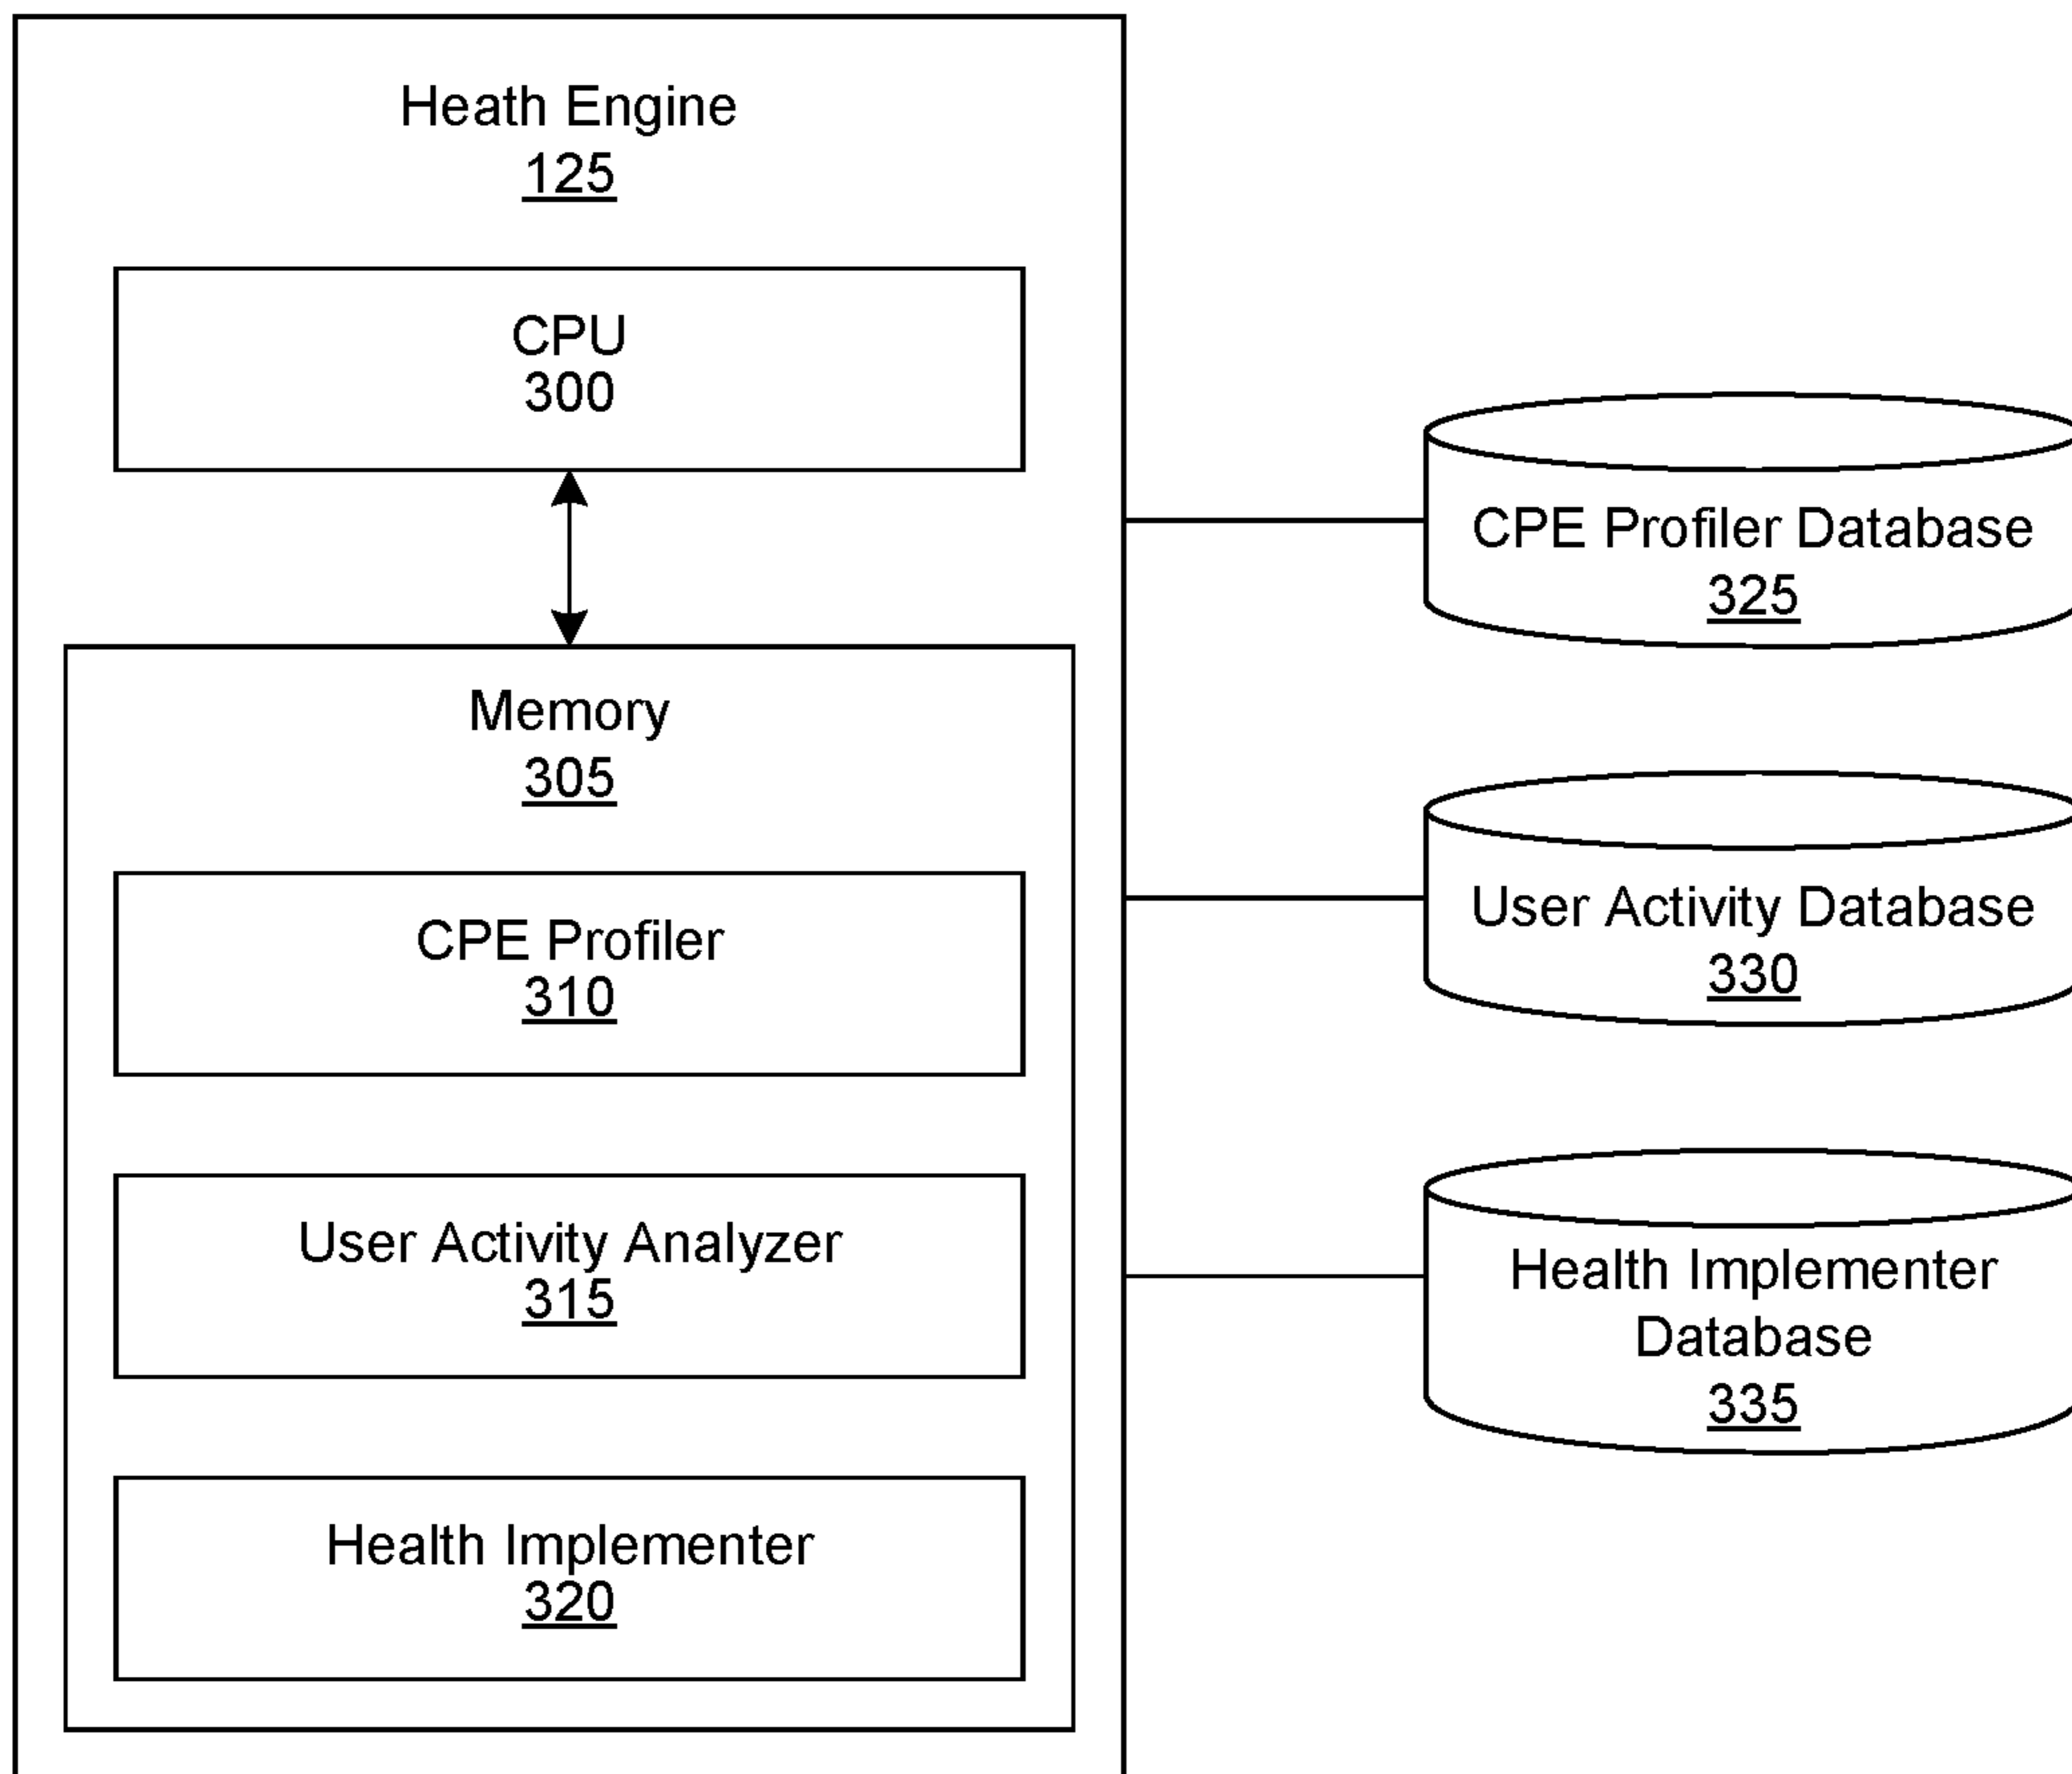 Heath Engine
125
CPU
300
Memory
305
CPE Profiler
310
User Activity Analyzer
315
Health Implementer
320
CPE Profiler Database
325
User Activity Database
330
Health Implementer
Database
335